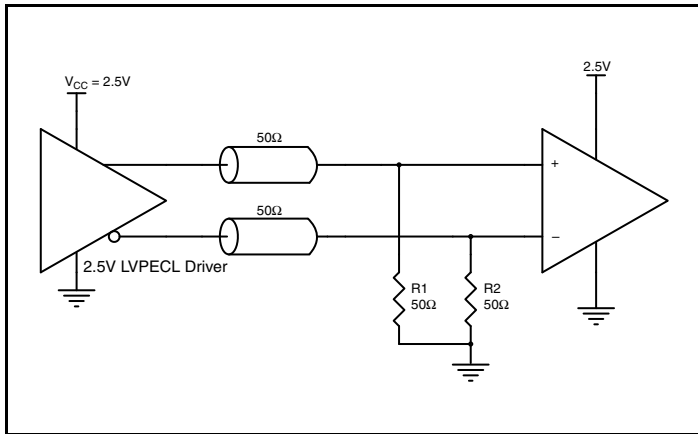 V_CC = 2.5V
2.5V
50Ω
50Ω
+
−
2.5V LVPECL Driver
R1
50Ω
R2
50Ω